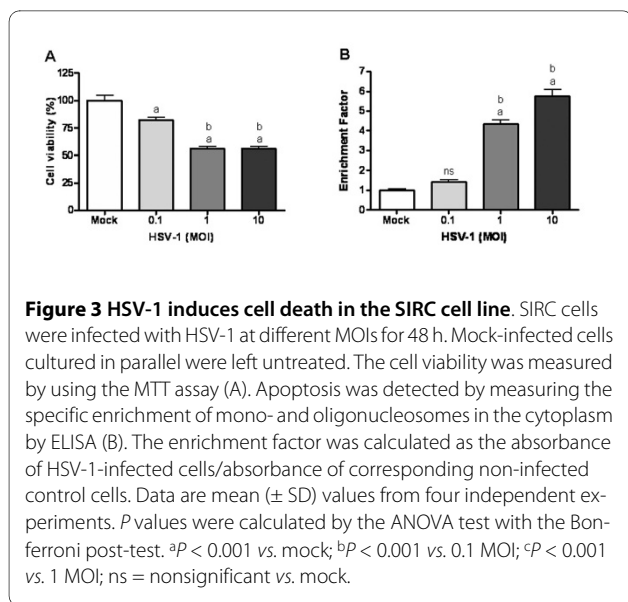 A
125
100
75
50
25
0
Cell viability (%)
a
b
b
a
a
Mock
0.1
1
10
HSV-1 (MOI)
B
7
6
5
4
3
2
1
0
Enrichment Factor
b
b
a
a
ns
Mock
0.1
1
10
HSV-1 (MOI)
Figure 3 HSV-1 induces cell death in the SIRC cell line. SIRC cells
were infected with HSV-1 at different MOIs for 48 h. Mock-infected cells
cultured in parallel were left untreated. The cell viability was measured
by using the MTT assay (A). Apoptosis was detected by measuring the
specific enrichment of mono- and oligonucleosomes in the cytoplasm
by ELISA (B). The enrichment factor was calculated as the absorbance
of HSV-1-infected cells/absorbance of corresponding non-infected
control cells. Data are mean (± SD) values from four independent ex-
periments. P values were calculated by the ANOVA test with the Bon-
ferroni post-test. ᵃP < 0.001 vs. mock; ᵇP < 0.001 vs. 0.1 MOI; ᶜP < 0.001
vs. 1 MOI; ns = nonsignificant vs. mock.